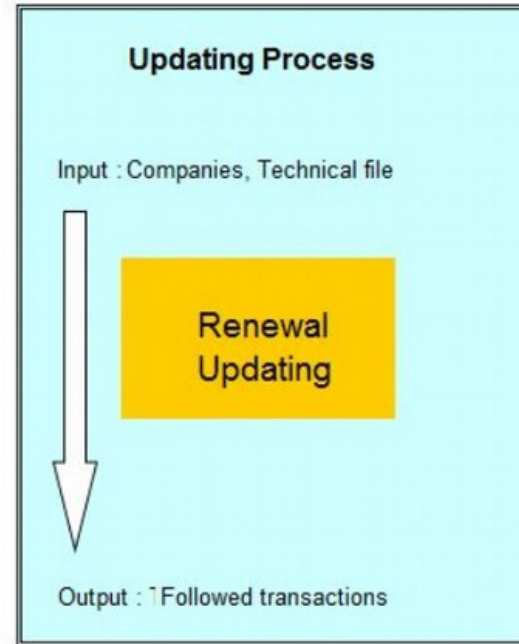 Updating Process
Input : Companies, Technical file
Renewal
Updating
Output : Followed transactions